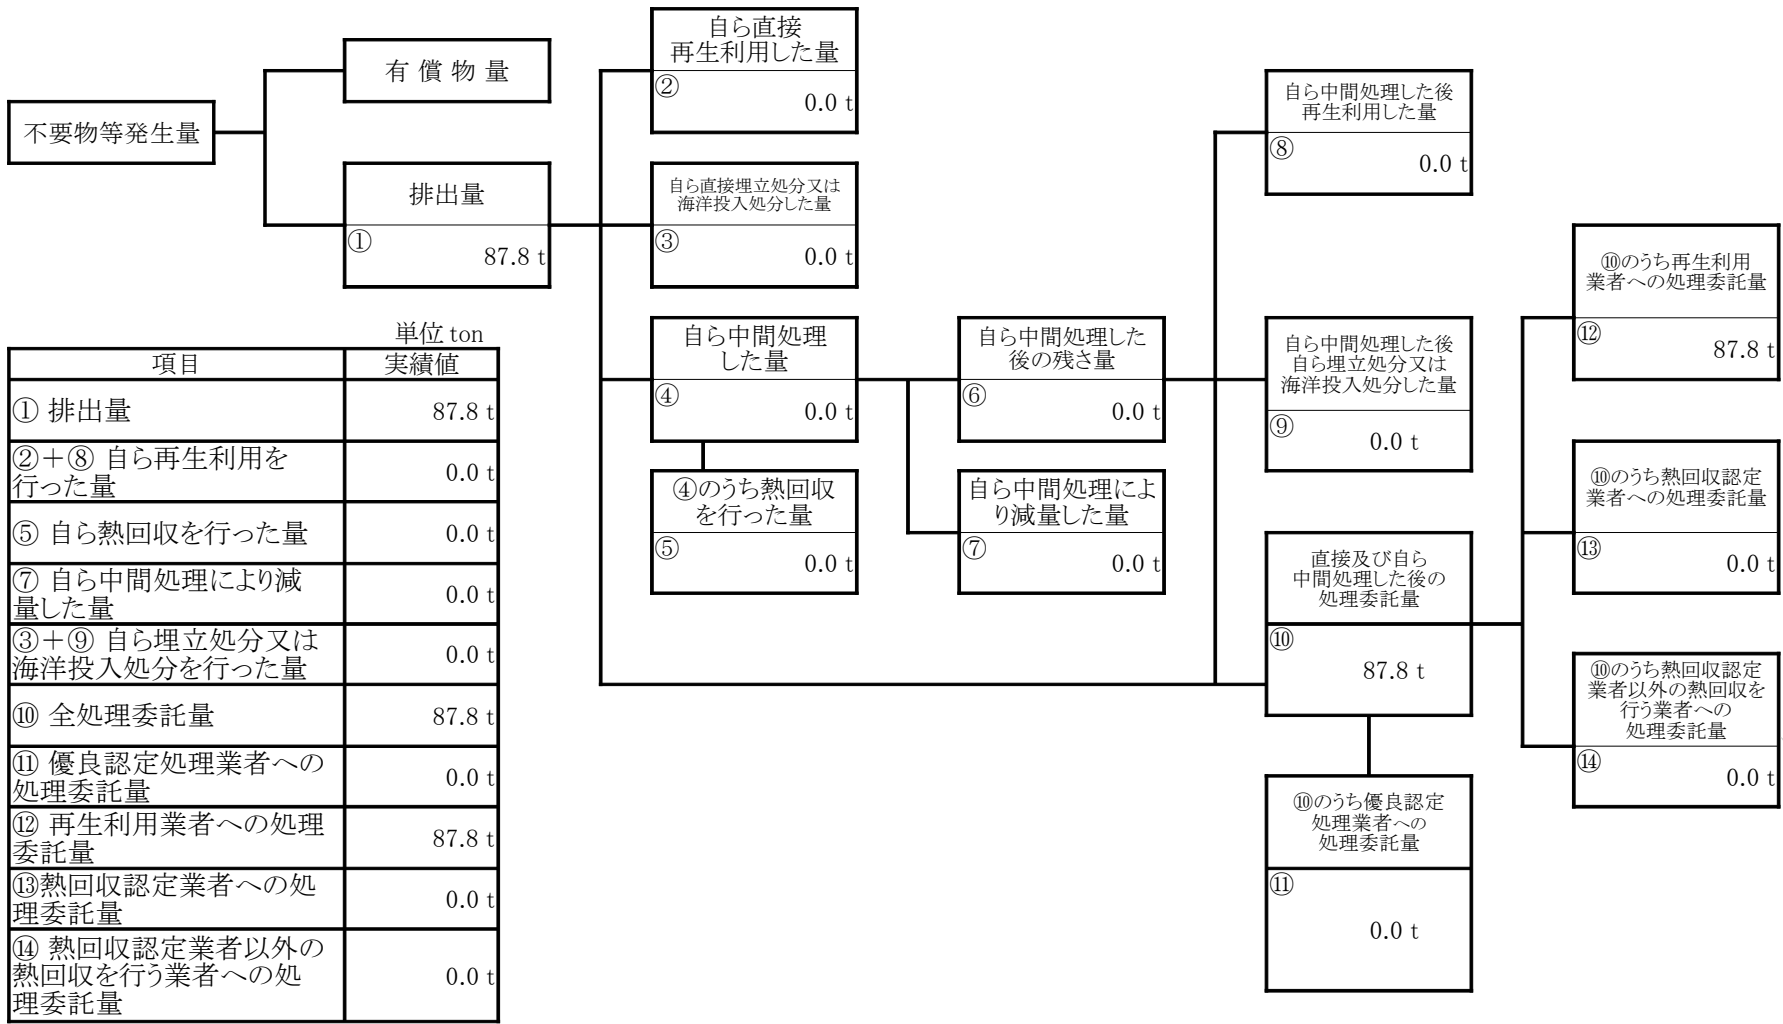 不要物等発生量
有 償 物 量
排出量
①
87.8 t
自ら直接
再生利用した量
②
0.0 t
自ら直接埋立処分又は
海洋投入処分した量
③
0.0 t
自ら中間処理
した量
④
0.0 t
④のうち熱回収
を行った量
⑤
0.0 t
自ら中間処理した
後の残さ量
⑥
0.0 t
自ら中間処理によ
り減量した量
⑦
0.0 t
自ら中間処理した後
再生利用した量
⑧
0.0 t
自ら中間処理した後
自ら埋立処分又は
海洋投入処分した量
⑨
0.0 t
直接及び自ら
中間処理した後の
処理委託量
⑩
87.8 t
⑩のうち優良認定
処理業者への
処理委託量
⑪
0.0 t
⑩のうち再生利用
業者への処理委託量
⑫
87.8 t
⑩のうち熱回収認定
業者への処理委託量
⑬
0.0 t
⑩のうち熱回収認定
業者以外の熱回収を
行う業者への
処理委託量
⑭
0.0 t
単位 ton
項目 実績値
① 排出量 87.8 t
②＋⑧ 自ら再生利用を
行った量 0.0 t
⑤ 自ら熱回収を行った量 0.0 t
⑦ 自ら中間処理により減
量した量 0.0 t
③＋⑨ 自ら埋立処分又は
海洋投入処分を行った量 0.0 t
⑩ 全処理委託量 87.8 t
⑪ 優良認定処理業者への
処理委託量 0.0 t
⑫ 再生利用業者への処理
委託量 87.8 t
⑬熱回収認定業者への処
理委託量 0.0 t
⑭ 熱回収認定業者以外の
熱回収を行う業者への処
理委託量 0.0 t